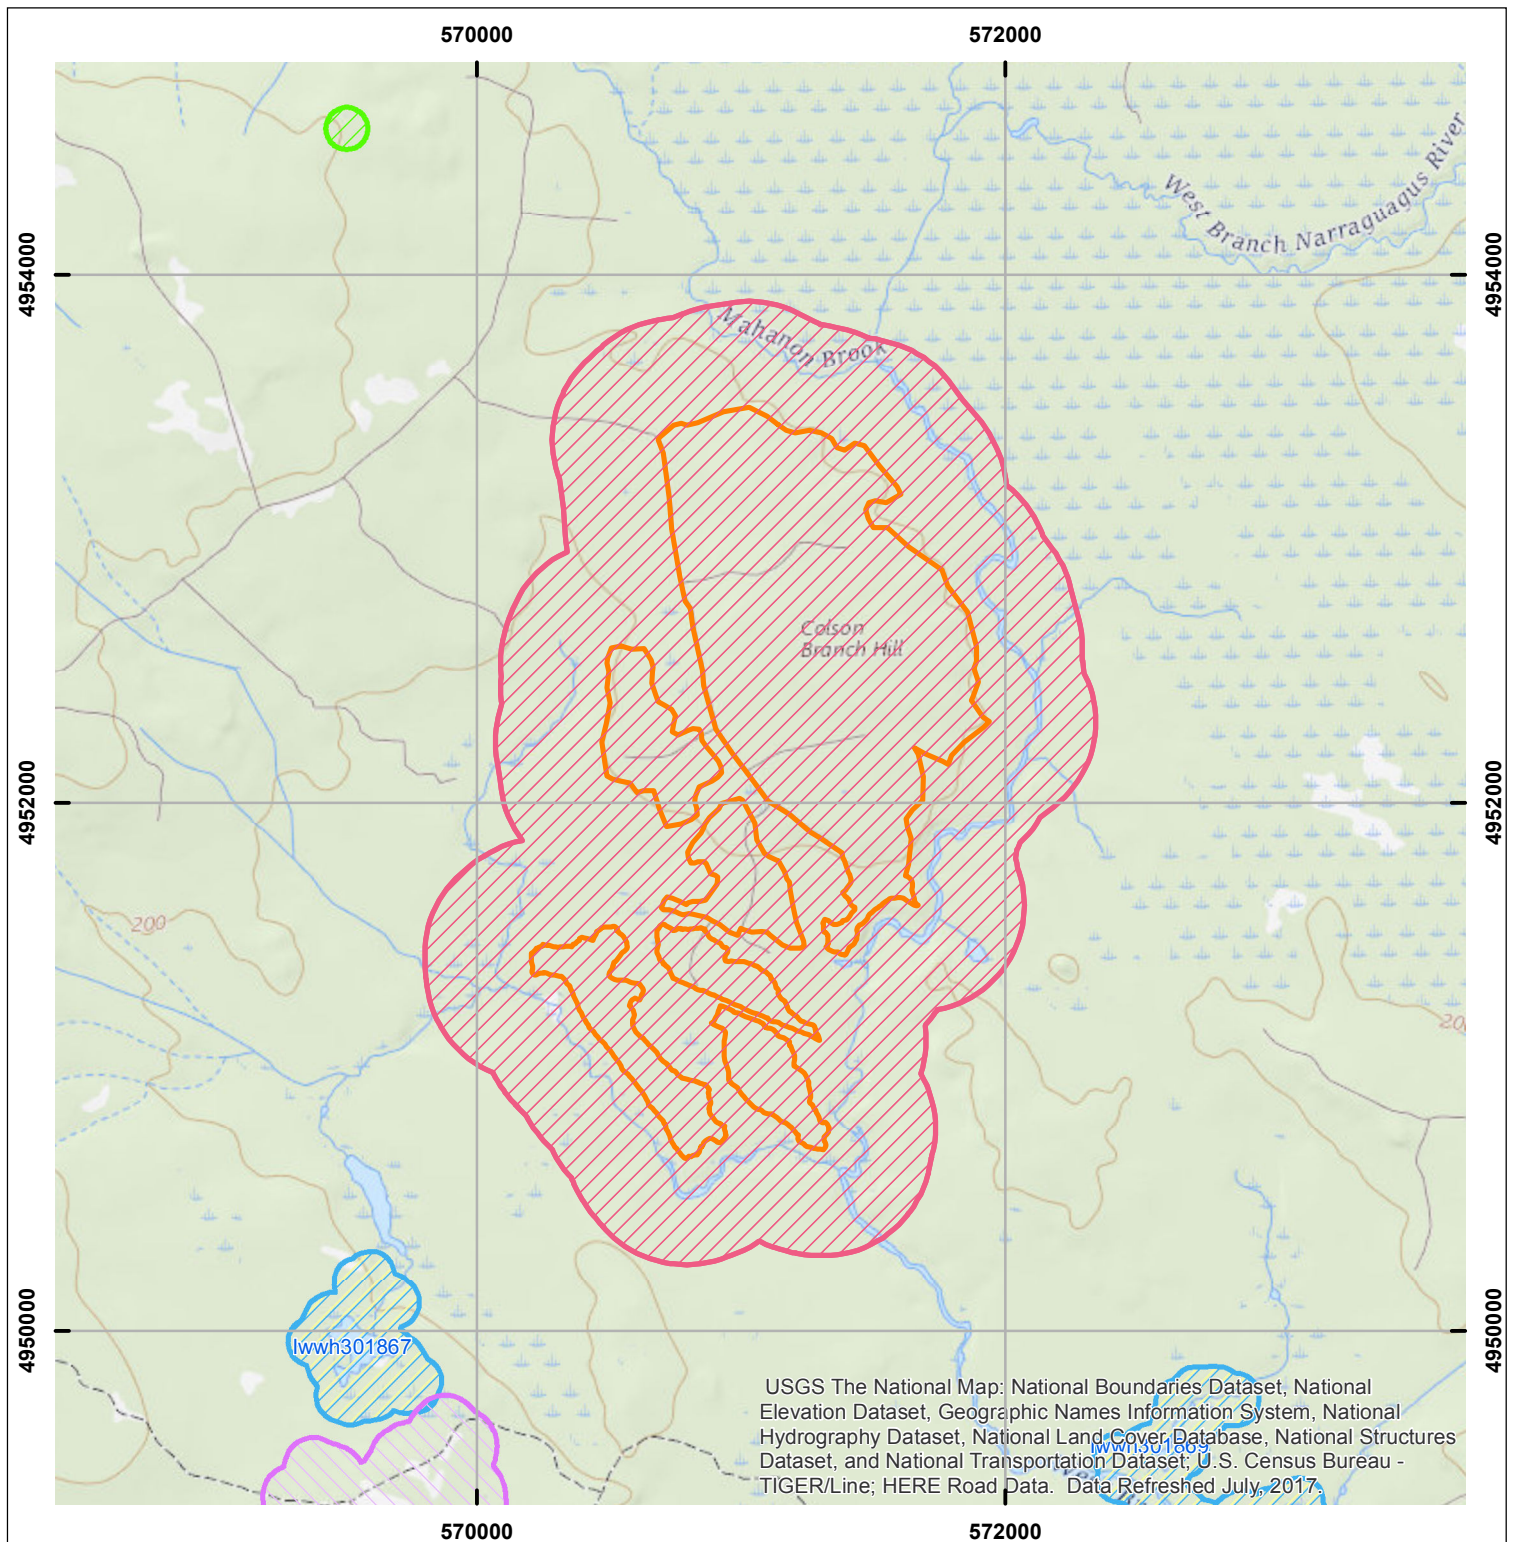 570000
572000
West Branch Narraguagus River
4954000
4954000
Mahanon Brook
Colson
Branch Hill
4952000
4952000
200
200
4950000
4950000
Iwwh301867
Iwwh301869
USGS The National Map: National Boundaries Dataset, National
Elevation Dataset, Geographic Names Information System, National
Hydrography Dataset, National Land Cover Database, National Structures
Dataset, and National Transportation Dataset; U.S. Census Bureau -
TIGER/Line; HERE Road Data. Data Refreshed July, 2017.
570000
572000